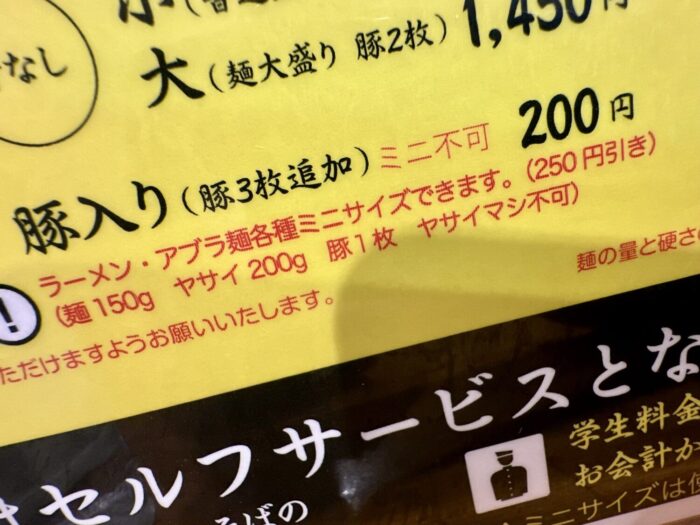 大(麺大盛り 豚2枚) 1,450円
なし
豚入り(豚3枚追加)ミニ不可 200円
ラーメン・アブラ麺各種ミニサイズできます。(250円引き)
(麺150g ヤサイ200g 豚1枚 ヤサイマシ不可)
!
麺の量と硬さ
ただけますようお願いいたします。
セルフサービスとな
学生料金
お会計
ミニサイズは
そばの